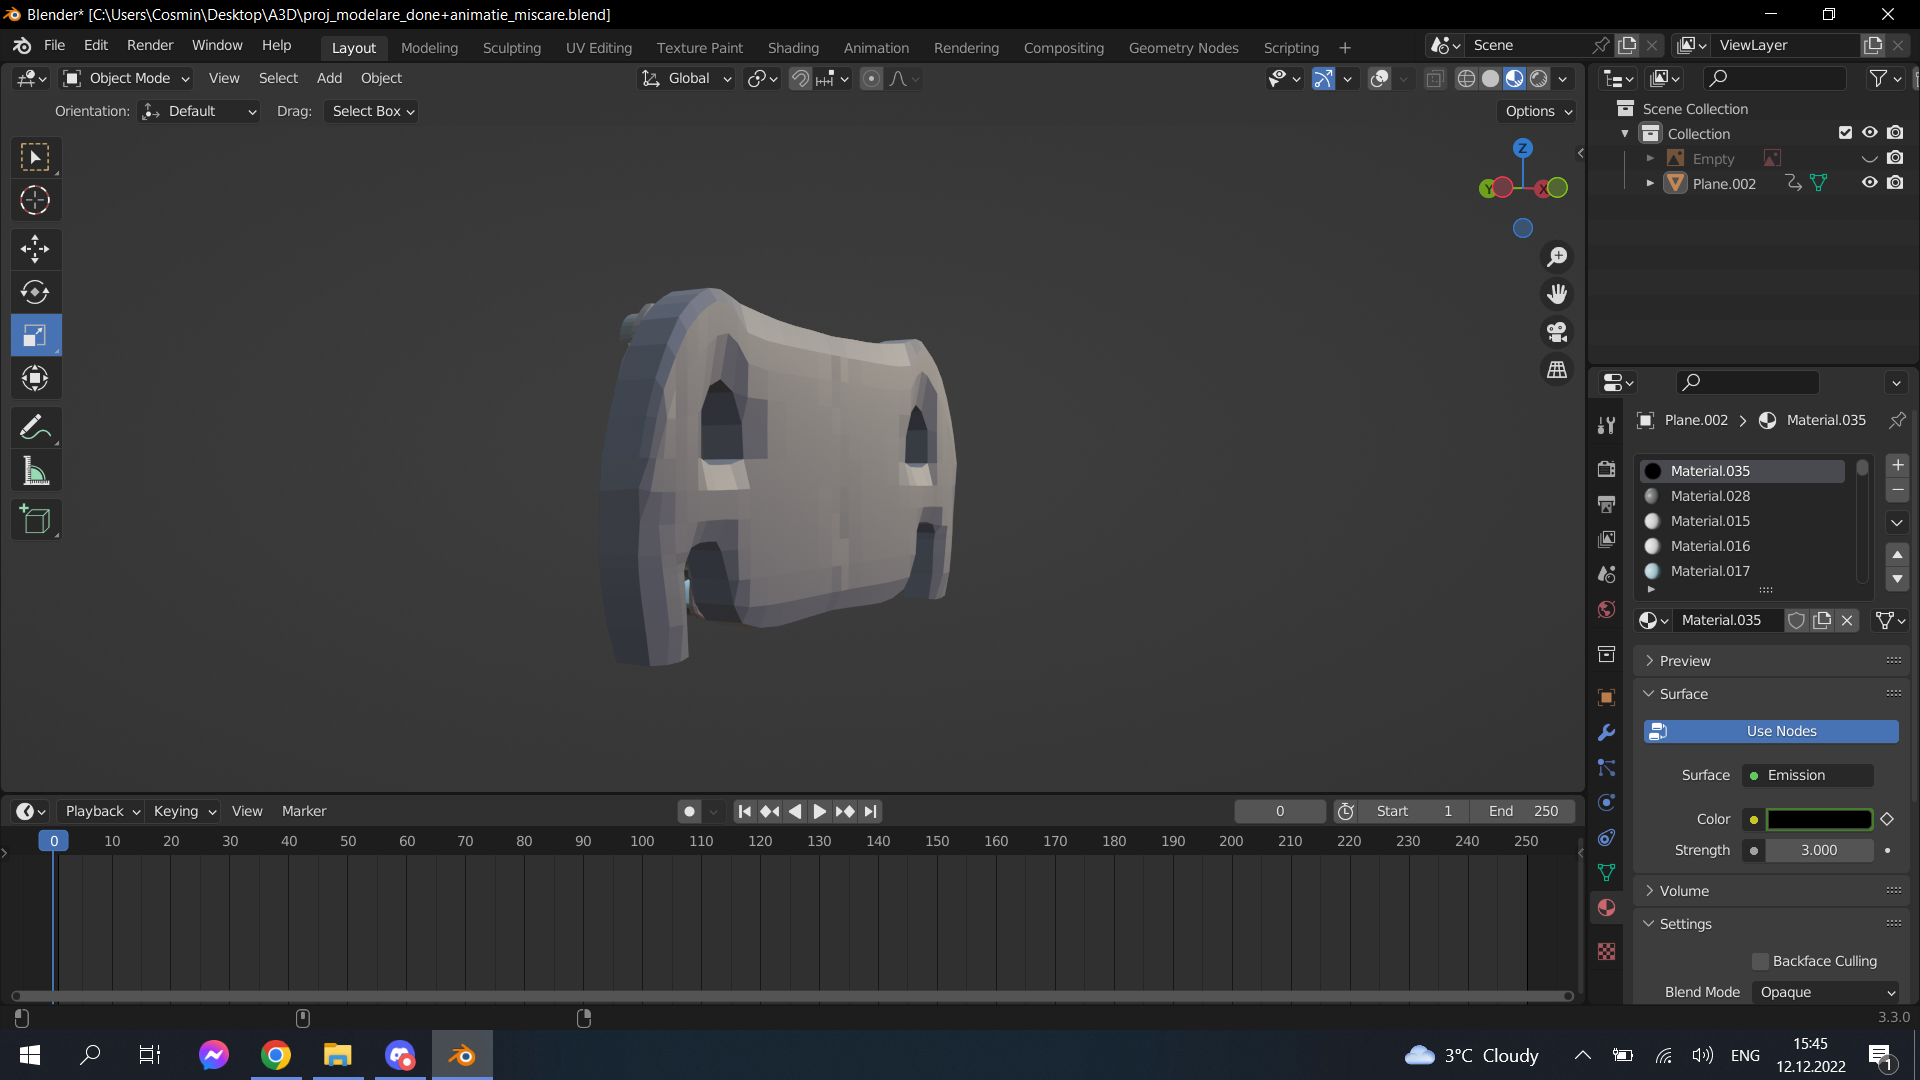 Blender* [C:\Users\Cosmin\Desktop\A3D\proj_modelare_done+animatie_miscare.blend]
File Edit Render Window Help
Layout Modeling Sculpting UV Editing Texture Paint Shading Animation Rendering Compositing Geometry Nodes Scripting +
Scene
ViewLayer
Object Mode View Select Add Object
Global
Orientation: Default Drag: Select Box
Options
Z
Y
X
Scene Collection
Collection
Empty
Plane.002
Plane.002 > Material.035
Material.035
Material.028
Material.015
Material.016
Material.017
Material.035
Preview
Surface
Use Nodes
Surface Emission
Color
Strength 3.000
Volume
Settings
Backface Culling
Blend Mode Opaque
Playback Keying View Marker
0 Start 1 End 250
0 10 20 30 40 50 60 70 80 90 100 110 120 130 140 150 160 170 180 190 200 210 220 230 240 250
3.3.0
3°C Cloudy
ENG
15:45
12.12.2022
1